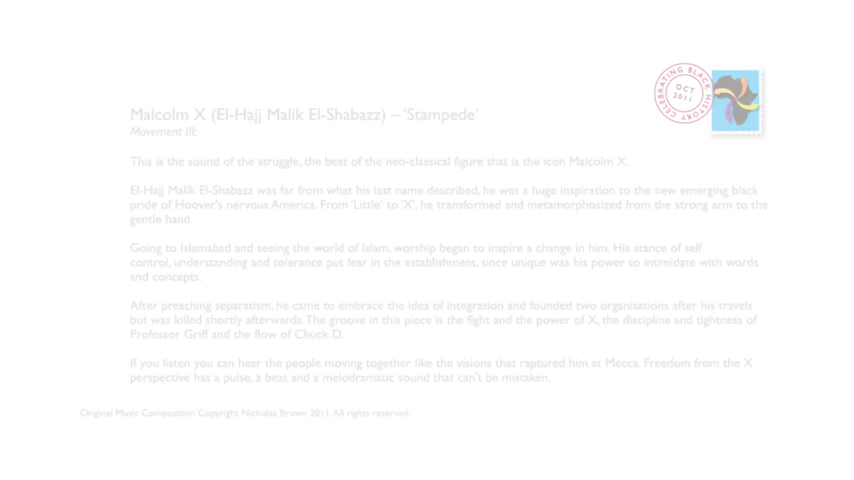 CELEBRATING BLACK HISTORY
OCT
2011
Malcolm X (El-Hajj Malik El-Shabazz) – ‘Stampede’
Movement III:
This is the sound of the struggle, the beat of the neo-classical figure that is the icon Malcolm X.
El-Hajj Malik El-Shabazz was far from what his last name described, he was a huge inspiration to the new emerging black
pride of Hoover's nervous America. From 'Little' to 'X', he transformed and metamorphosized from the strong arm to the
gentle hand.
Going to Islamabad and seeing the world of Islam, worship began to inspire a change in him. His stance of self
control, understanding and tolerance put fear in the establishment, since unique was his power to intimidate with words
and concepts.
After preaching separatism, he came to embrace the idea of integration and founded two organisations after his travels
but was killed shortly afterwards. The groove in this piece is the fight and the power of X, the discipline and tightness of
Professor Griff and the flow of Chuck D.
If you listen you can hear the people moving together like the visions that raptured him at Mecca. Freedom from the X
perspective has a pulse, a beat and a melodramatic sound that can't be mistaken.
Original Music Composition Copyright Nicholas Brown 2011. All rights reserved.